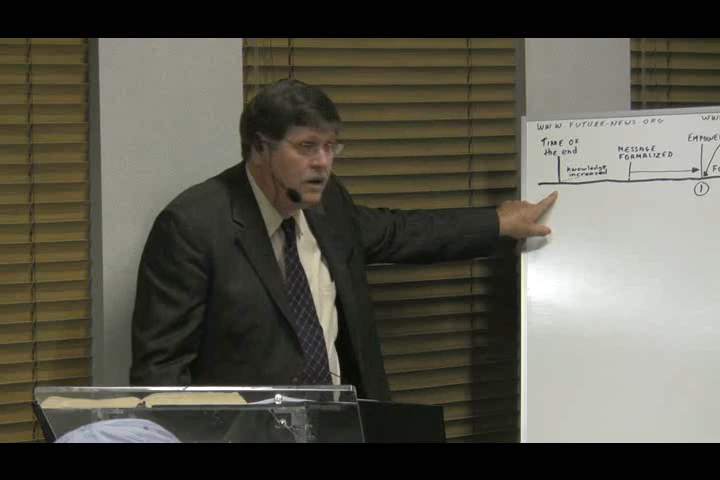 WWW. FUTURE-NEWS.ORG
TIME OF
the end
knowledge
increased
MESSAGE
FORMALIZED
1